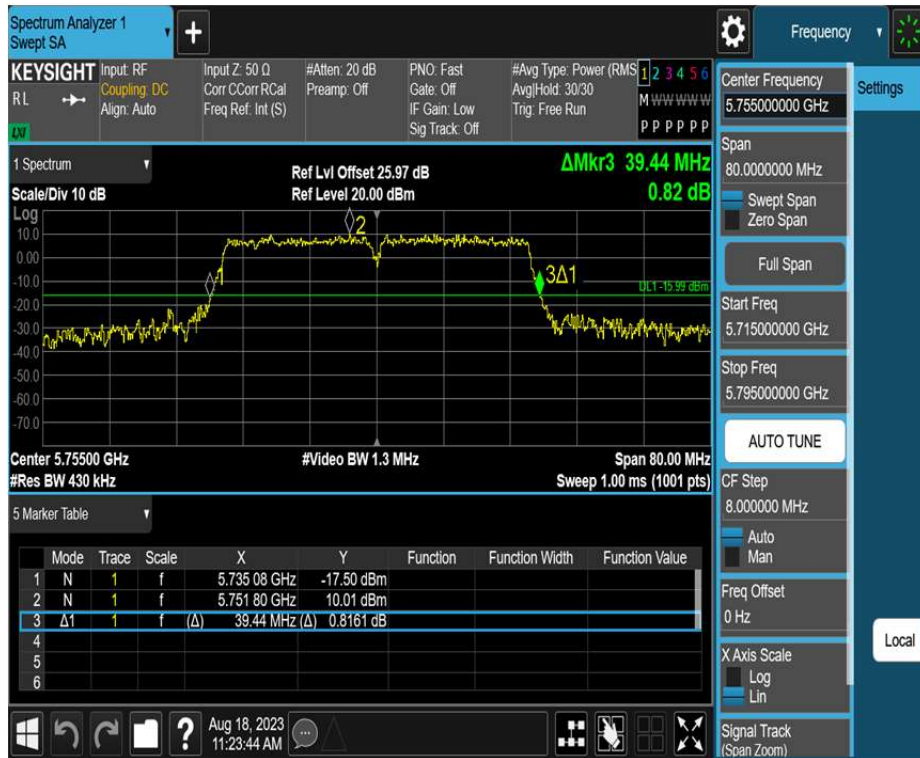 Spectrum Analyzer 1
Swept SA
+
Frequency
KEYSIGHT
RL
LXI
Input: RF
Coupling: DC
Align: Auto
Input Z: 50 Ω
Corr CCorr RCal
Freq Ref: Int (S)
#Atten: 20 dB
Preamp: Off
PNO: Fast
Gate: Off
IF Gain: Low
Sig Track: Off
#Avg Type: Power (RMS
Avg|Hold: 30/30
Trig: Free Run
1 2 3 4 5 6
M W W W W W
P P P P P P
Center Frequency
5.755000000 GHz
Settings
Span
80.0000000 MHz
Swept Span
Zero Span
Full Span
Start Freq
5.715000000 GHz
Stop Freq
5.795000000 GHz
AUTO TUNE
CF Step
8.000000 MHz
Auto
Man
Freq Offset
0 Hz
X Axis Scale
Log
Lin
Signal Track
(Span Zoom)
Local
1 Spectrum
Scale/Div 10 dB
Ref Lvl Offset 25.97 dB
Ref Level 20.00 dBm
ΔMkr3 39.44 MHz
0.82 dB
Log
10.0
0.00
-10.0
-20.0
-30.0
-40.0
-50.0
-60.0
-70.0
2
3Δ1
DL1 -15.99 dBm
Center 5.75500 GHz
#Video BW 1.3 MHz
Span 80.00 MHz
#Res BW 430 kHz
Sweep 1.00 ms (1001 pts)
5 Marker Table
Mode Trace Scale X Y Function Function Width Function Value
1 N 1 f 5.735 08 GHz -17.50 dBm
2 N 1 f 5.751 80 GHz 10.01 dBm
3 Δ1 1 f (Δ) 39.44 MHz (Δ) 0.8161 dB
4
5
6
?
Aug 18, 2023
11:23:44 AM